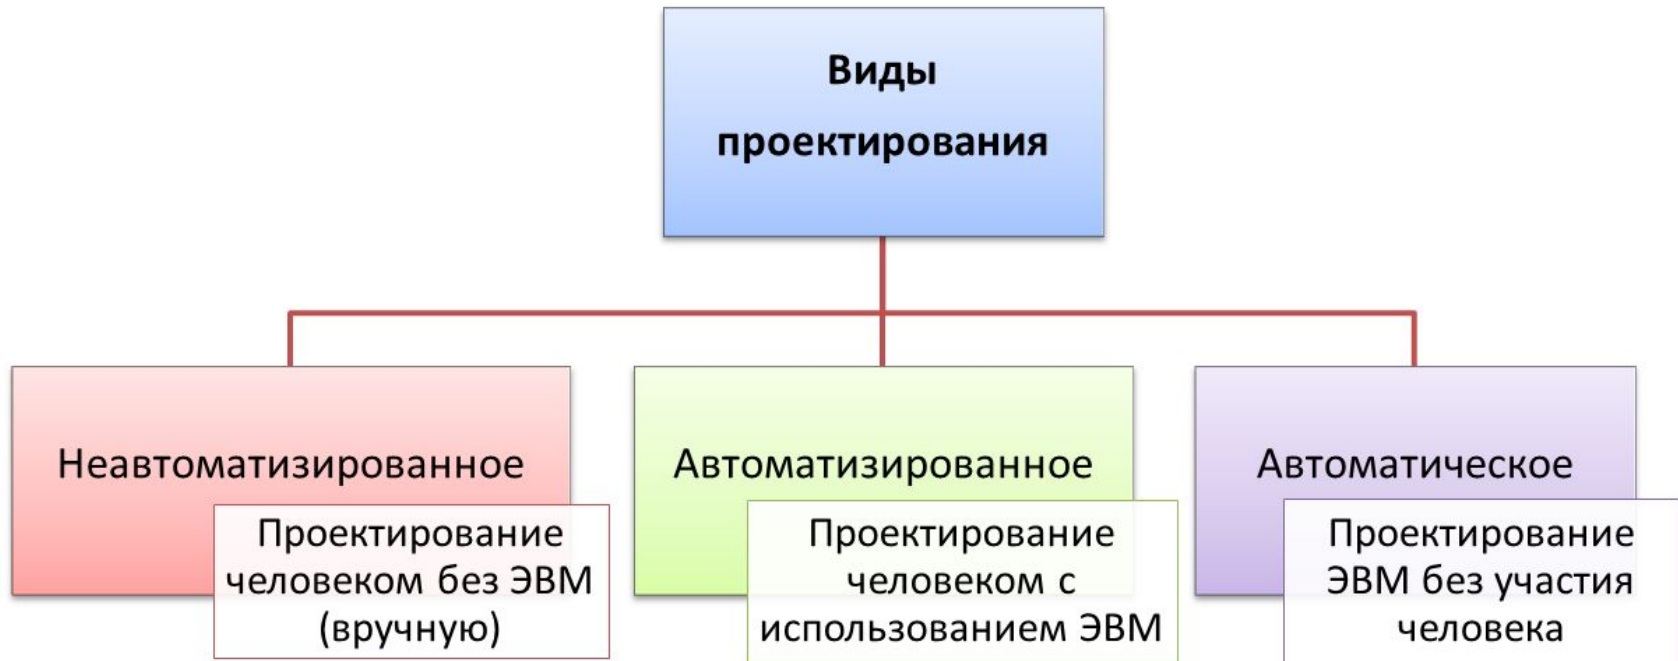 Виды
проектирования
Неавтоматизированное
Проектирование
человеком без ЭВМ
(вручную)
Автоматизированное
Проектирование
человеком с
использованием ЭВМ
Автоматическое
Проектирование
ЭВМ без участия
человека